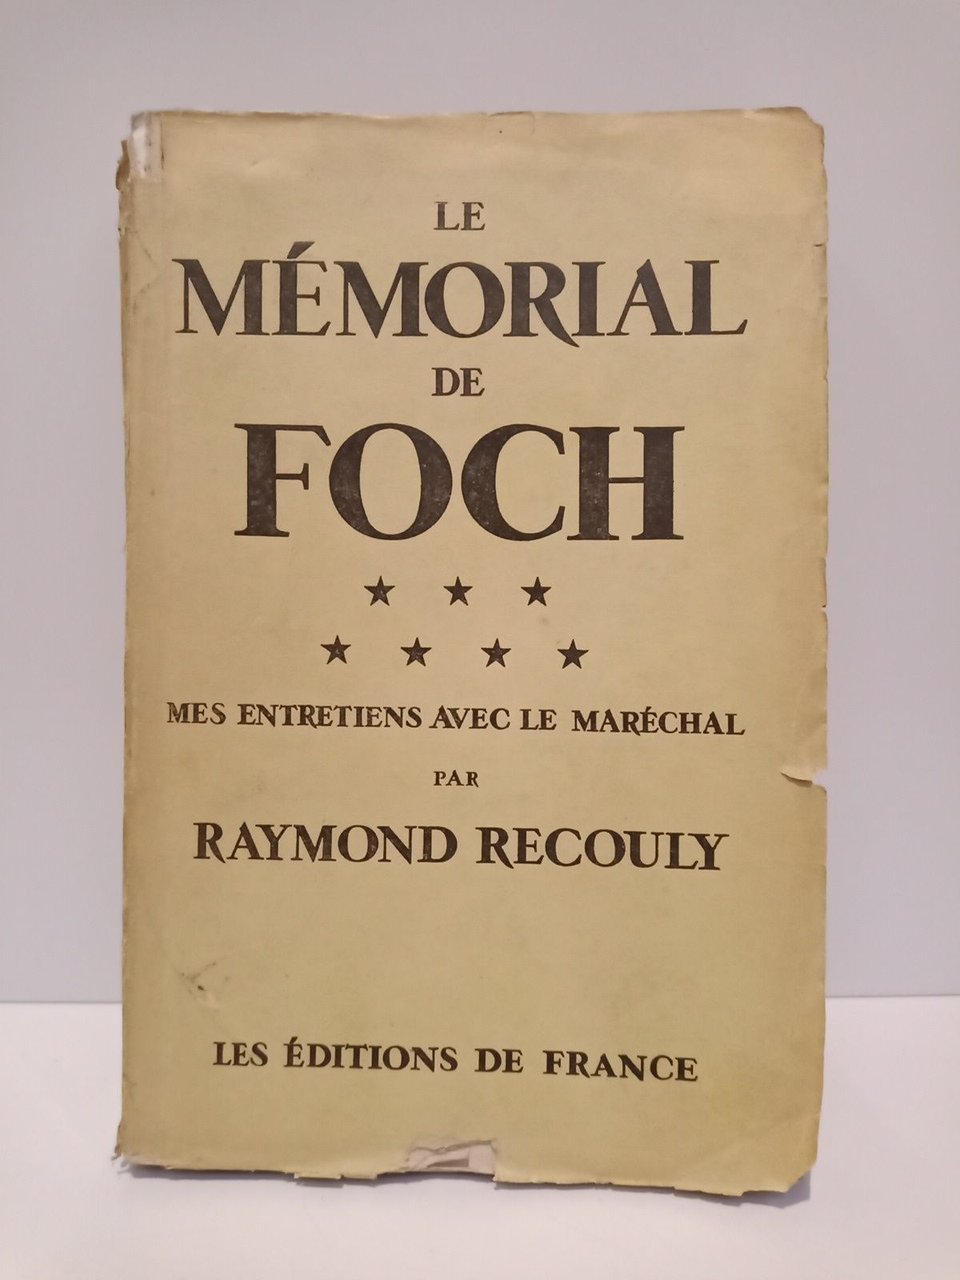 LE
MÉMORIAL
DE
FOCH
★ ★ ★
★ ★ ★ ★
MES ENTRETIENS AVEC LE MARÉCHAL
PAR
RAYMOND RECOULY
LES ÉDITIONS DE FRANCE